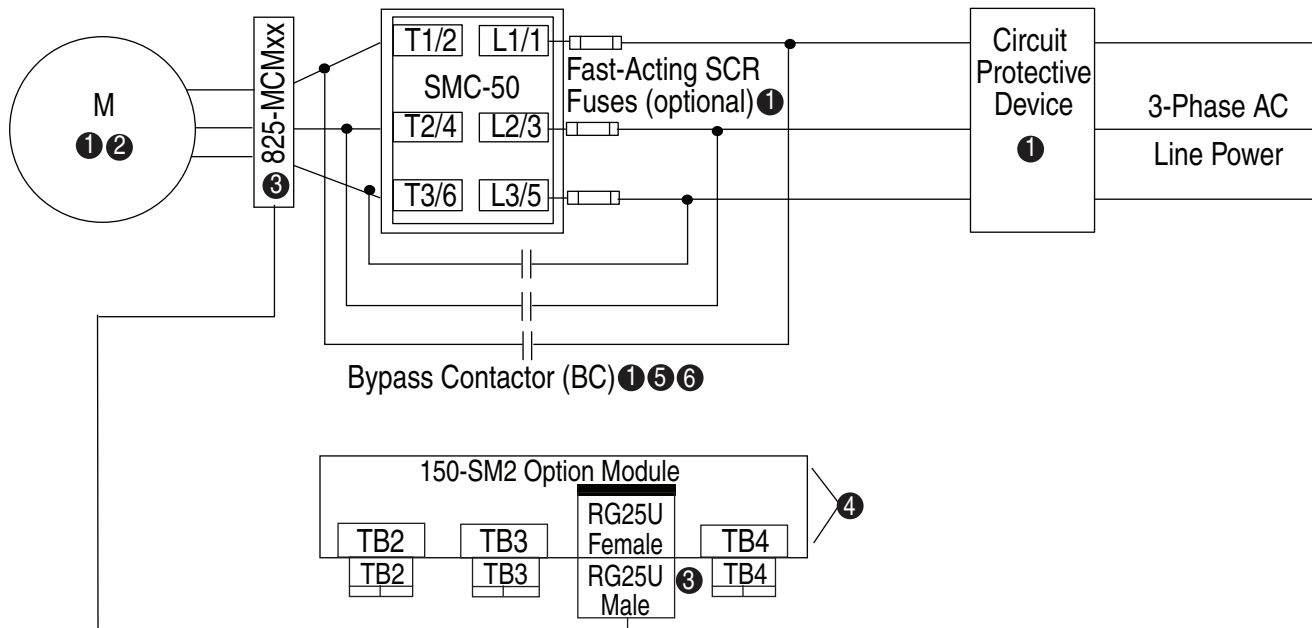 M
❶❷
825-MCMxx
❸
T1/2
L1/1
SMC-50
T2/4
L2/3
T3/6
L3/5
Fast-Acting SCR
Fuses (optional)❶
Circuit
Protective
Device
❶
3-Phase AC
Line Power
Bypass Contactor (BC)❶❺❻
150-SM2 Option Module
❹
RG25U
Female
TB2
TB3
TB4
TB2
TB3
RG25U
Male
❸
TB4